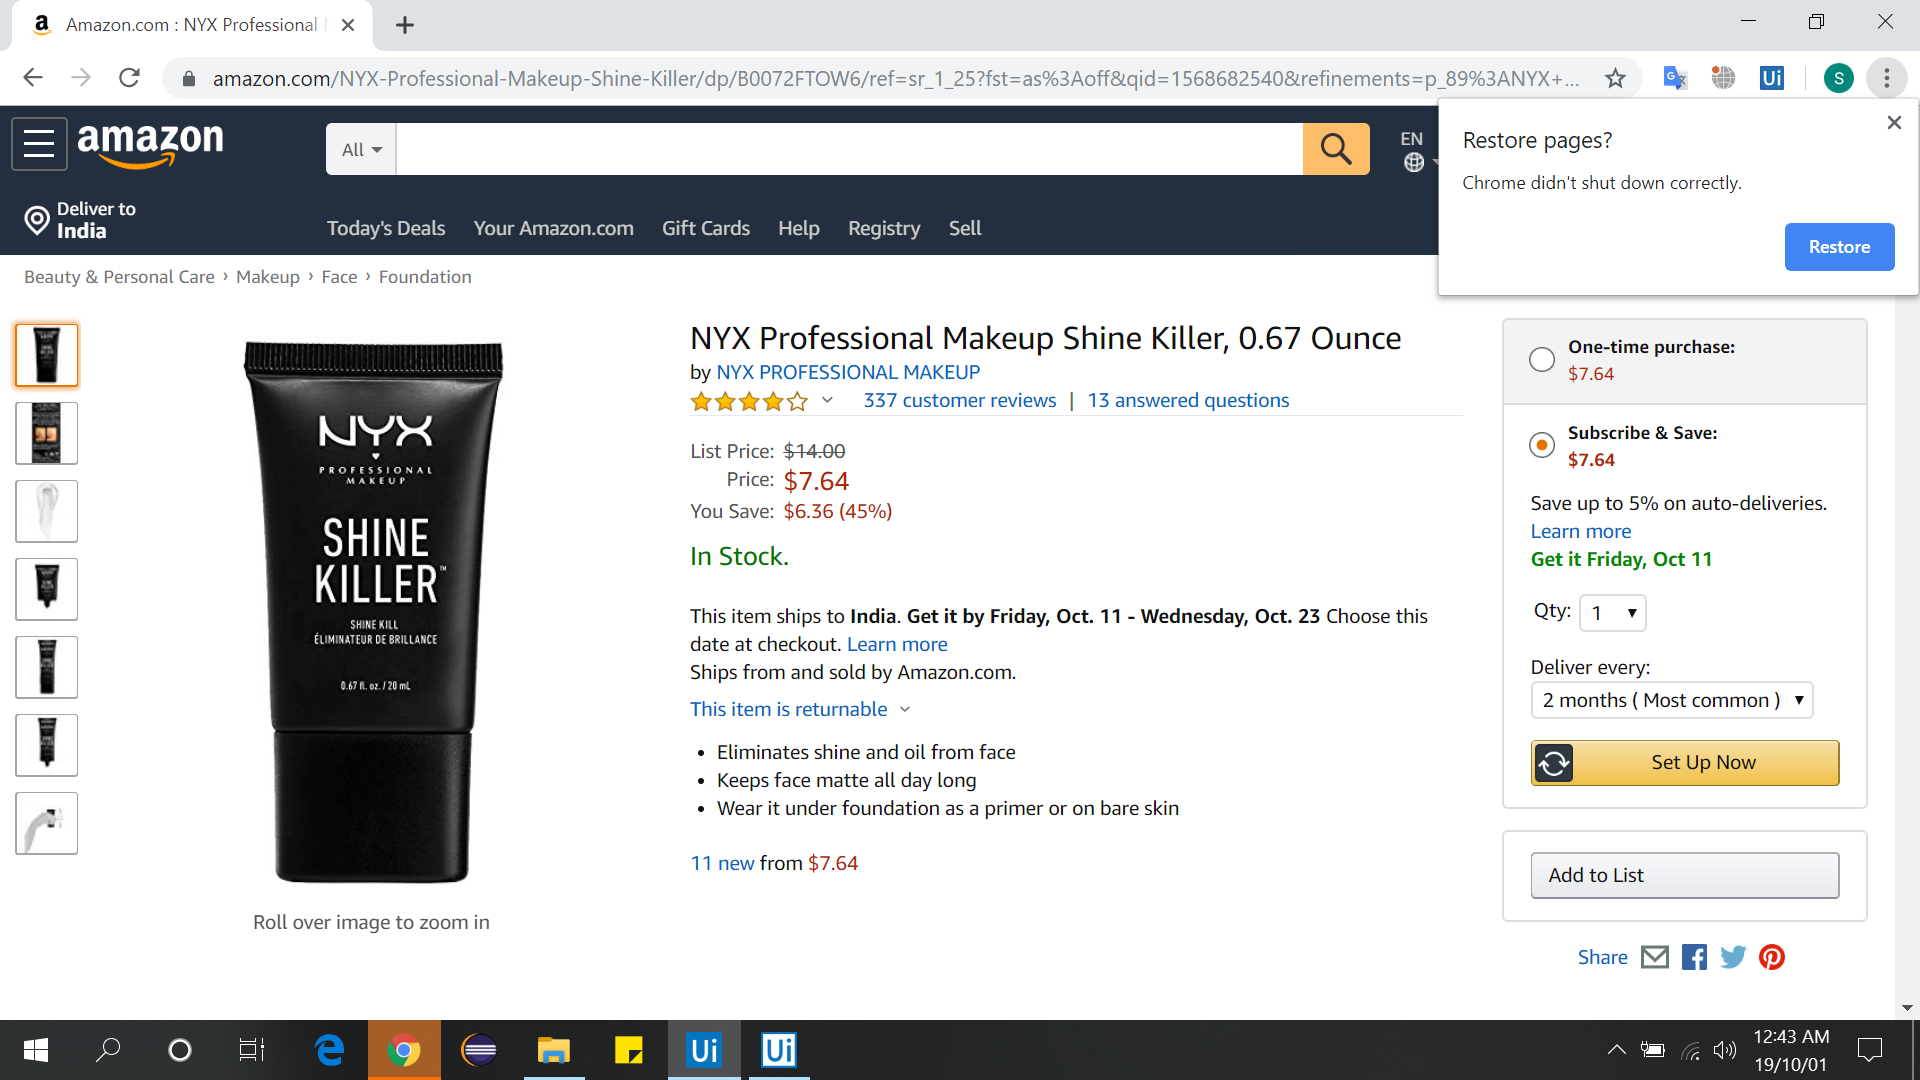 Amazon.com : NYX Professional
amazon.com/NYX-Professional-Makeup-Shine-Killer/dp/B0072FTOW6/ref=sr_1_25?fst=as%3Aoff&qid=1568682540&refinements=p_89%3ANYX+...
Ui
S
Restore pages?
Chrome didn't shut down correctly.
Restore
amazon
All
EN
Deliver to
India
Today's Deals
Your Amazon.com
Gift Cards
Help
Registry
Sell
Beauty & Personal Care › Makeup › Face › Foundation
NYX
PROFESSIONAL
MAKEUP
SHINE
KILLER™
SHINE KILL
ÉLIMINATEUR DE BRILLANCE
0.67 fl. oz. / 20 mL
Roll over image to zoom in
NYX Professional Makeup Shine Killer, 0.67 Ounce
by NYX PROFESSIONAL MAKEUP
337 customer reviews | 13 answered questions
List Price: $14.00
Price: $7.64
You Save: $6.36 (45%)
In Stock.
This item ships to India. Get it by Friday, Oct. 11 - Wednesday, Oct. 23 Choose this
date at checkout. Learn more
Ships from and sold by Amazon.com.
This item is returnable
• Eliminates shine and oil from face
• Keeps face matte all day long
• Wear it under foundation as a primer or on bare skin
11 new from $7.64
One-time purchase:
$7.64
Subscribe & Save:
$7.64
Save up to 5% on auto-deliveries.
Learn more
Get it Friday, Oct 11
Qty: 1
Deliver every:
2 months ( Most common )
Set Up Now
Add to List
Share
Ui
Ui
12:43 AM
19/10/01